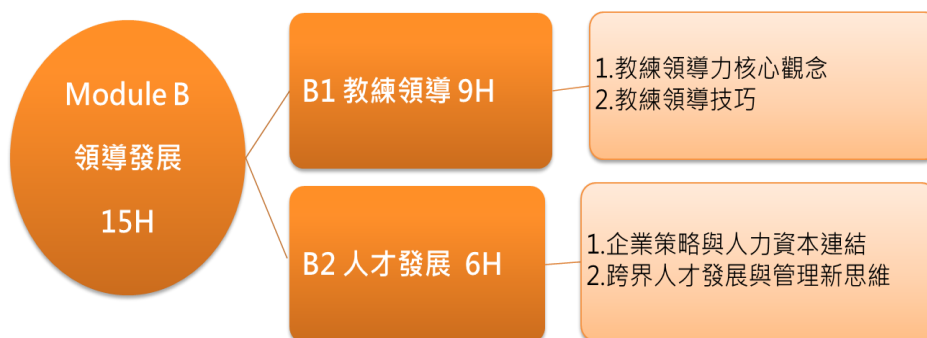 Module B
領導發展
15H
B1 教練領導 9H
1.教練領導力核心觀念
2.教練領導技巧
B2 人才發展 6H
1.企業策略與人力資本連結
2.跨界人才發展與管理新思維